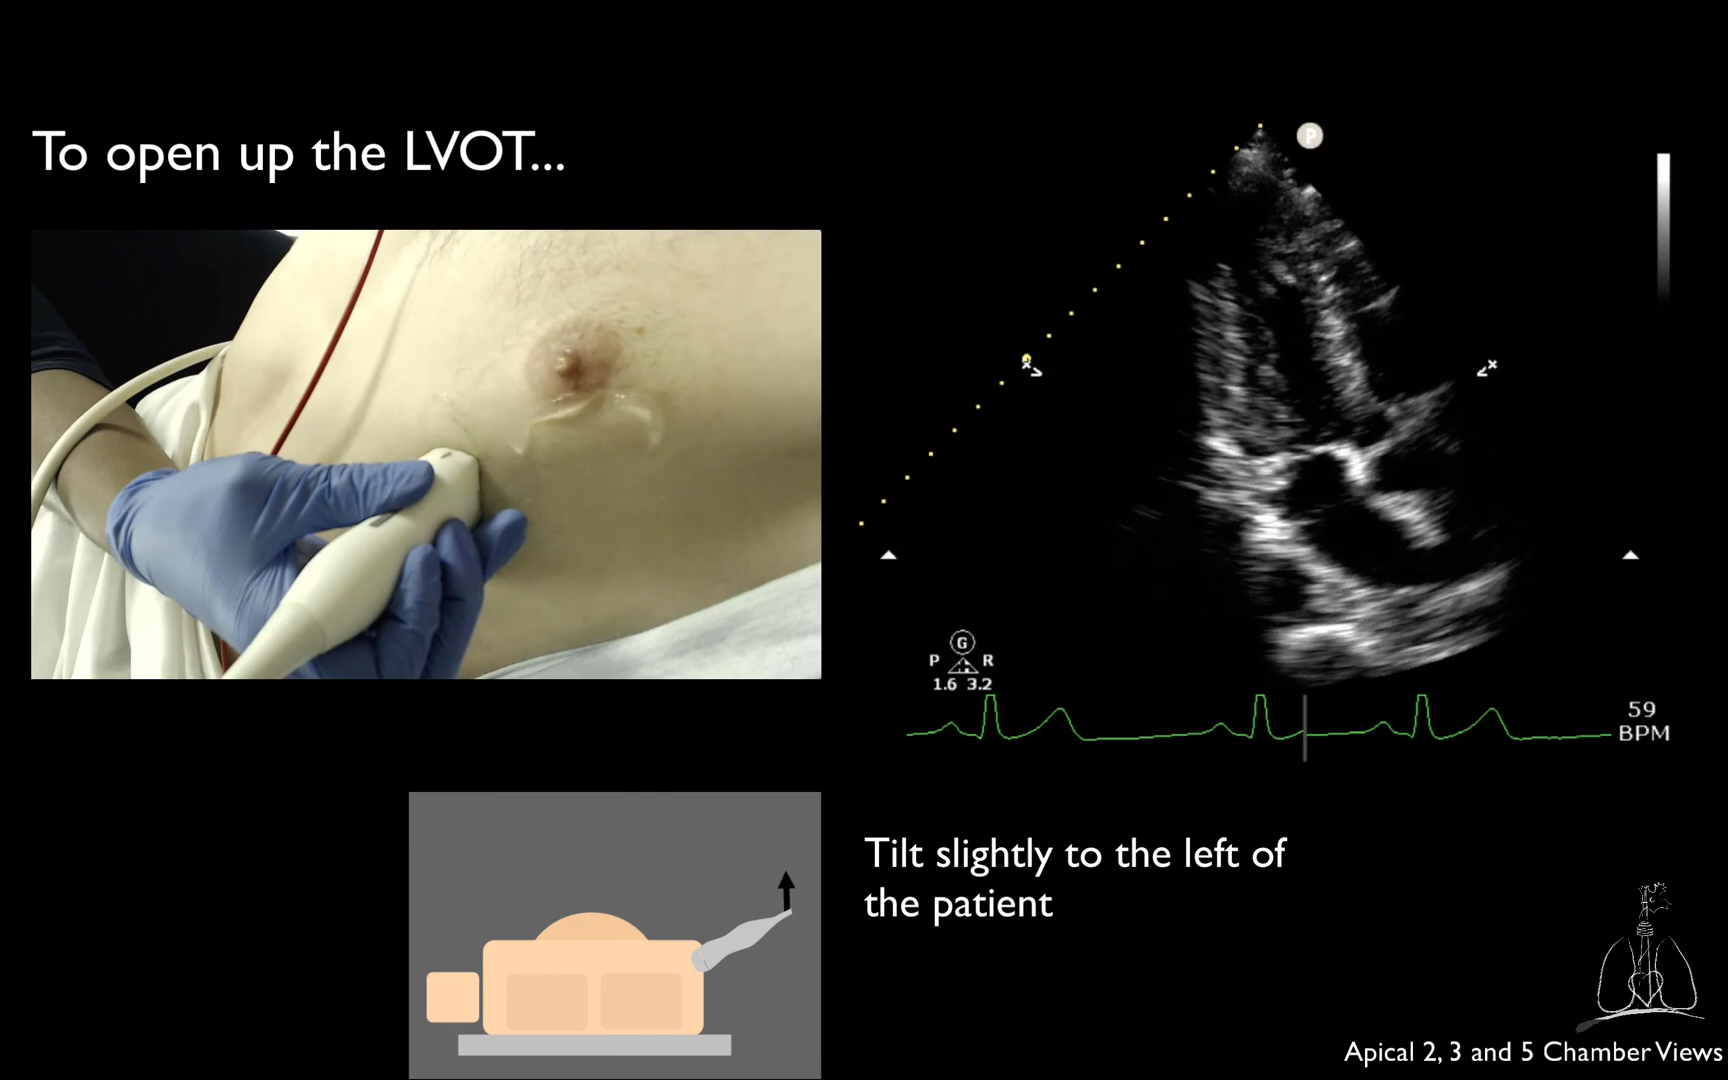 To open up the LVOT...
P
G
P R
1.6 3.2
59
BPM
Tilt slightly to the left of
the patient
Apical 2, 3 and 5 Chamber Views